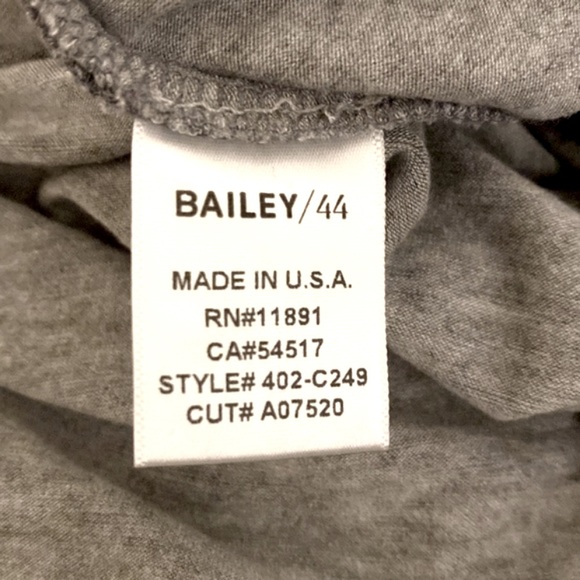 BAILEY/44
MADE IN U.S.A.
RN#11891
CA#54517
STYLE# 402-C249
CUT# A07520